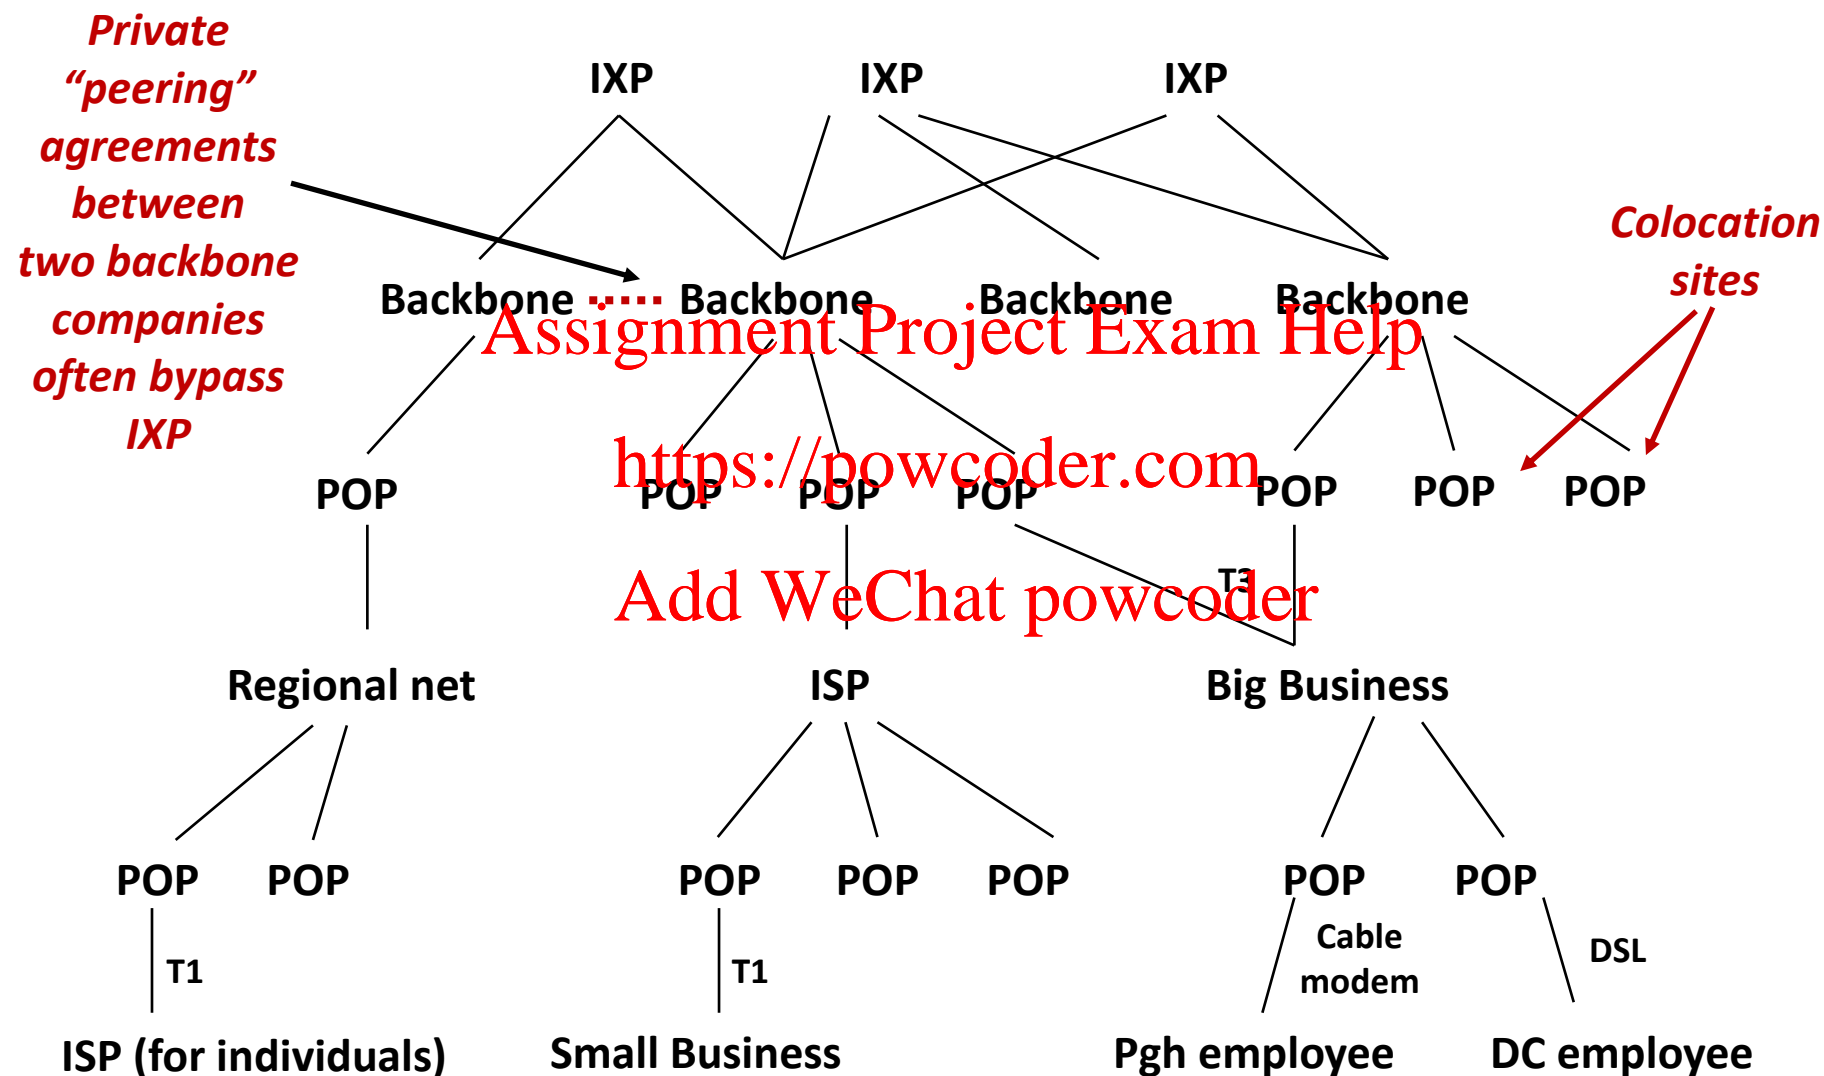 Private
“peering”
agreements
between
two backbone
companies
often bypass
IXP
IXP IXP IXP
Colocation
sites
Backbone Backbone Backbone Backbone
Assignment Project Exam Help
POP POP POP POP POP POP POP
https://powcoder.com
T3
Add WeChat powcoder
Regional net ISP Big Business
POP POP POP POP POP POP POP
T1 T1
Cable
modem
DSL
ISP (for individuals) Small Business Pgh employee DC employee